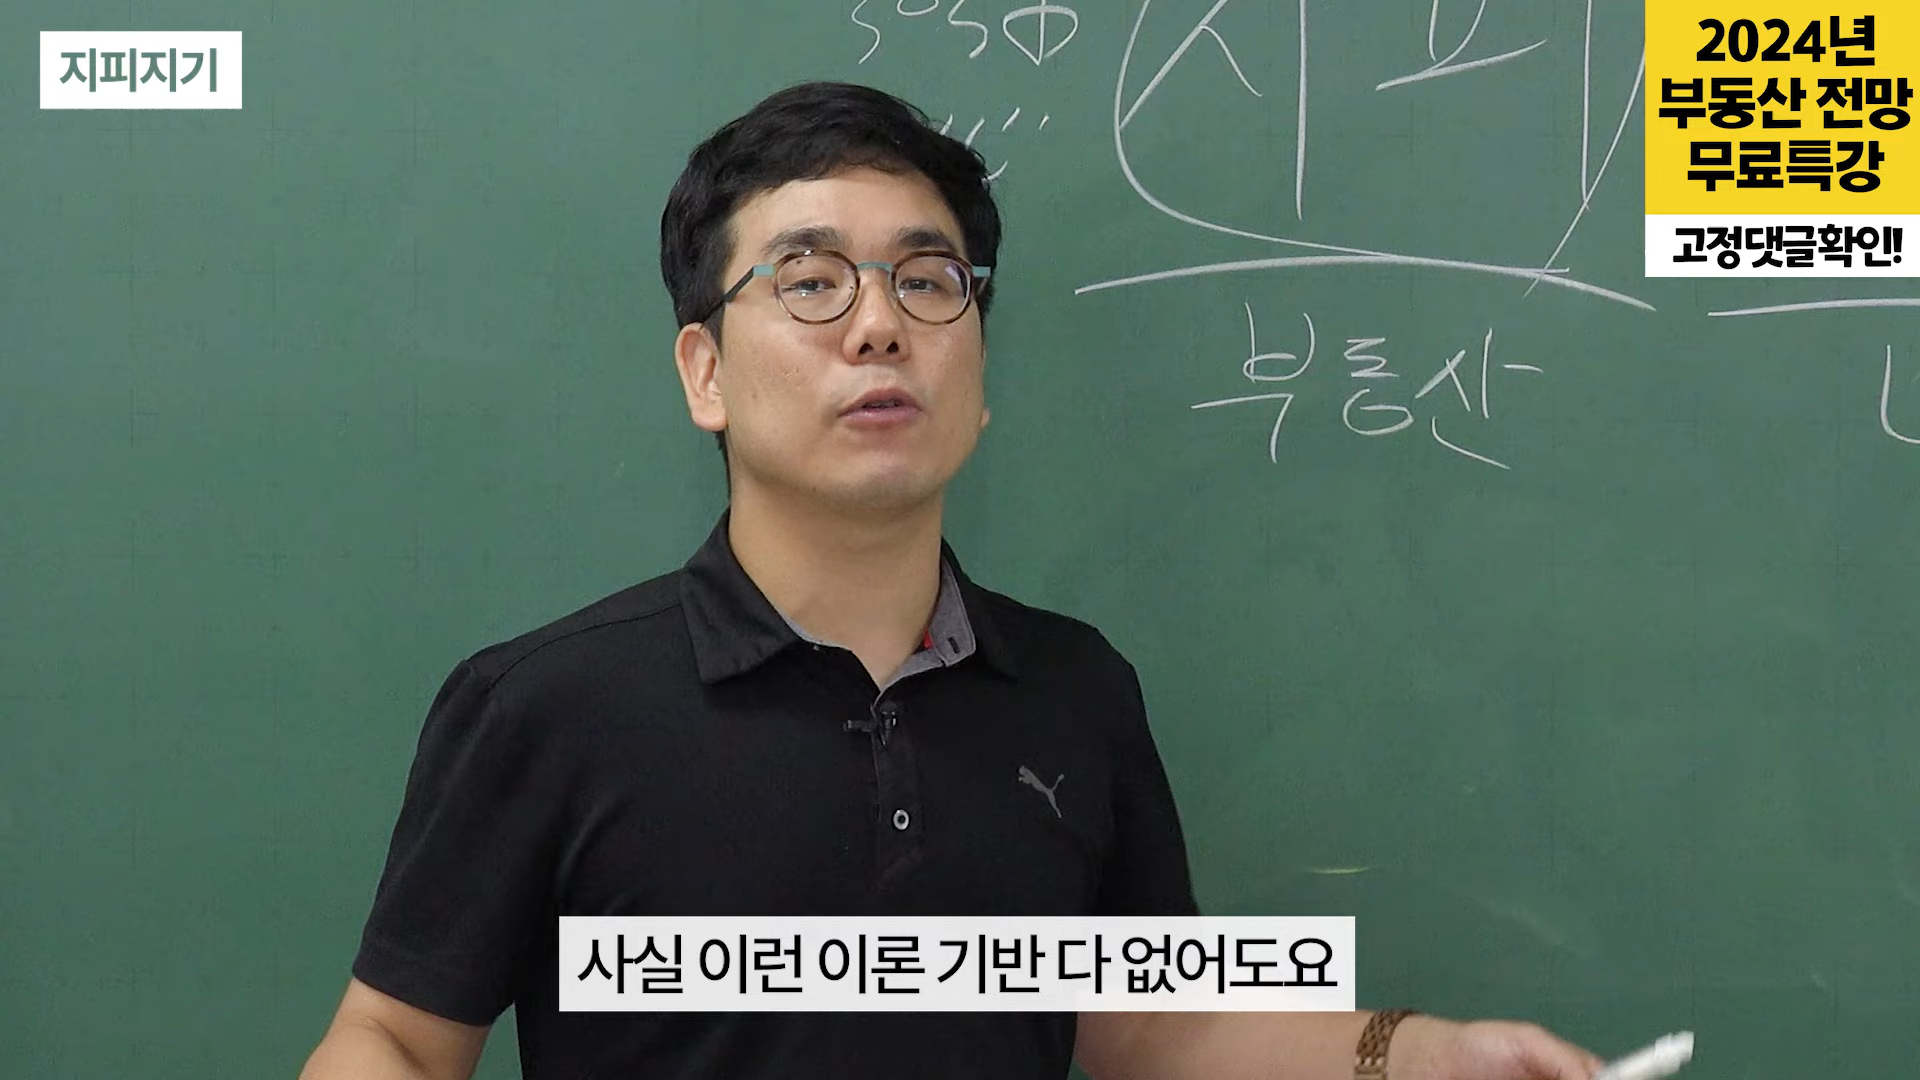 지피지기
2024년
부동산 전망
무료특강
고정댓글확인!
부동산
사실 이런 이론 기반 다 없어도요